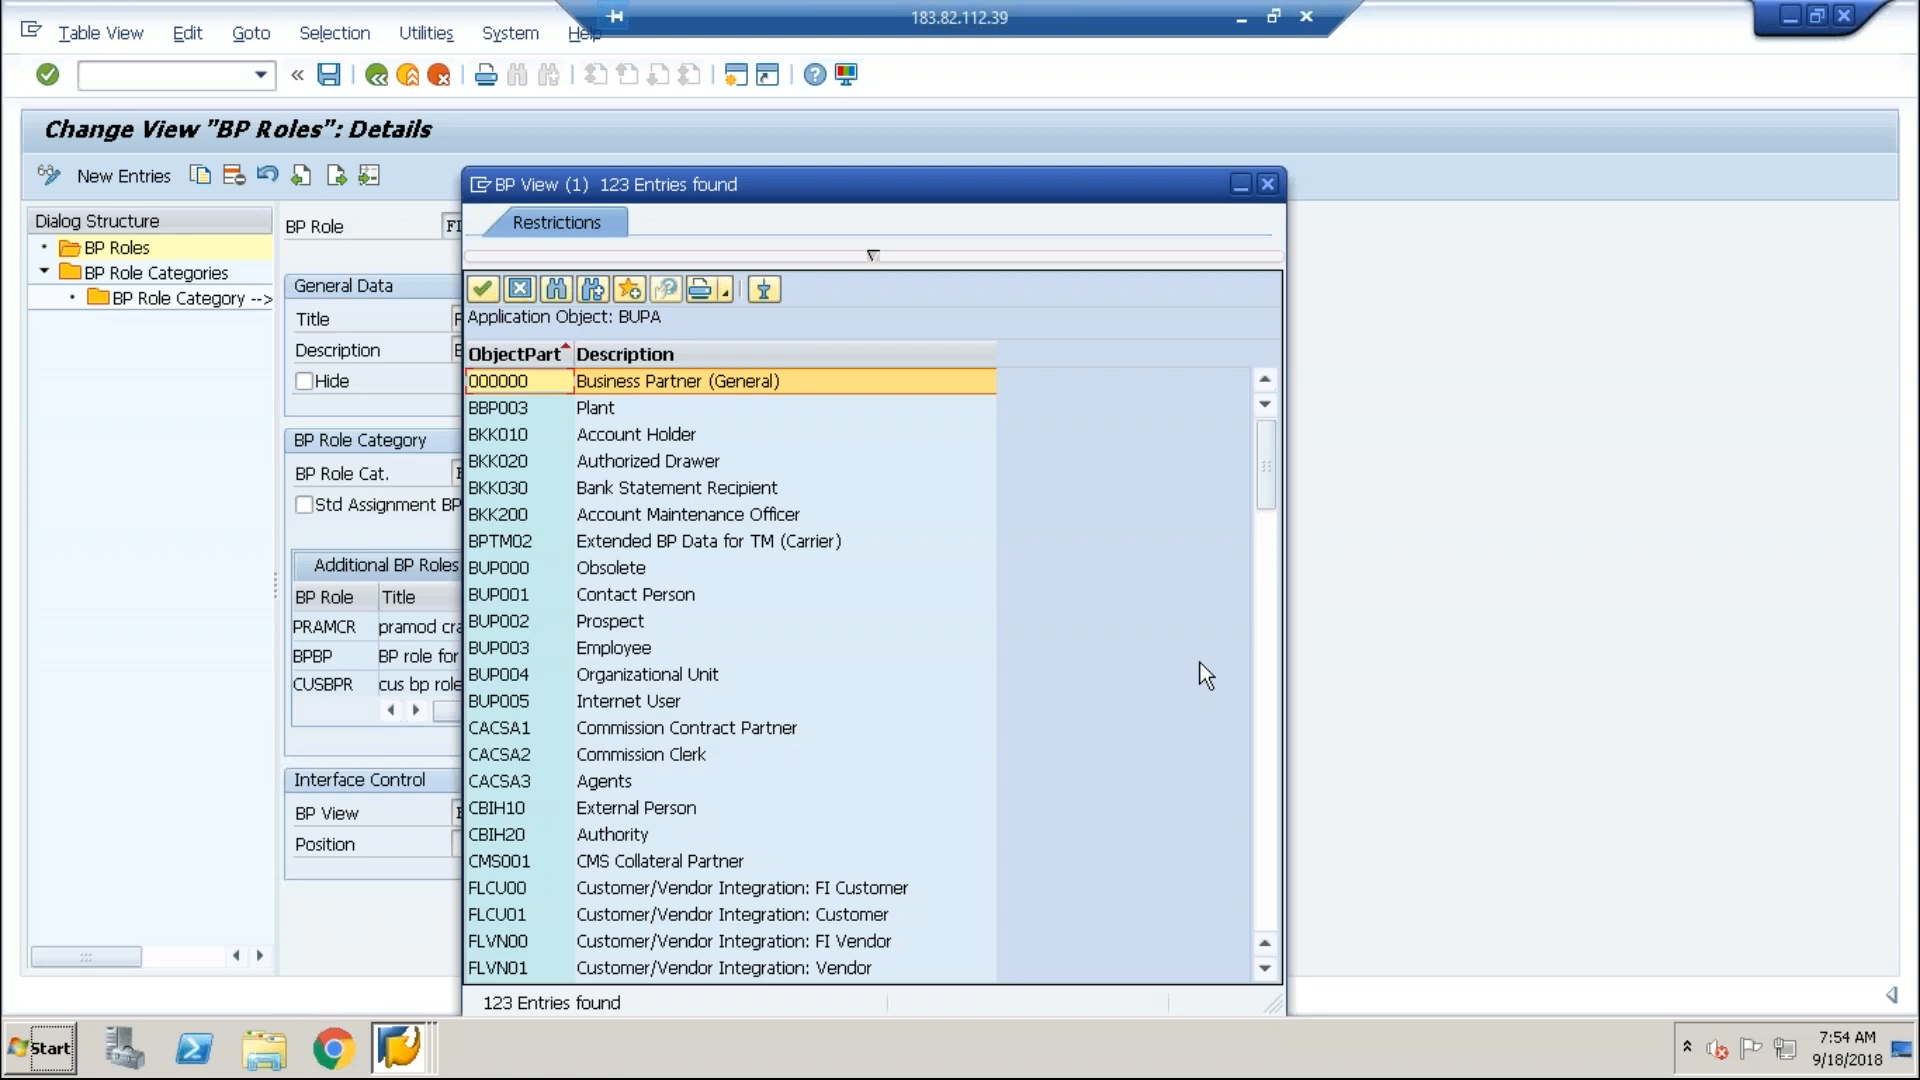 183.82.112.39
Table View Edit Goto Selection Utilities System Help
Change View "BP Roles": Details
New Entries
Dialog Structure
BP Roles
BP Role Categories
BP Role Category -->
BP Role FI
General Data
Title
Description
Hide
BP Role Category
BP Role Cat.
Std Assignment BP
Additional BP Roles
BP Role Title
PRAMCR pramod cra
BPBP BP role for
CUSBPR cus bp role
Interface Control
BP View
Position
BP View (1) 123 Entries found
Restrictions
Application Object: BUPA
ObjectPart Description
000000 Business Partner (General)
BBP003 Plant
BKK010 Account Holder
BKK020 Authorized Drawer
BKK030 Bank Statement Recipient
BKK200 Account Maintenance Officer
BPTM02 Extended BP Data for TM (Carrier)
BUP000 Obsolete
BUP001 Contact Person
BUP002 Prospect
BUP003 Employee
BUP004 Organizational Unit
BUP005 Internet User
CACSA1 Commission Contract Partner
CACSA2 Commission Clerk
CACSA3 Agents
CBIH10 External Person
CBIH20 Authority
CMS001 CMS Collateral Partner
FLCU00 Customer/Vendor Integration: FI Customer
FLCU01 Customer/Vendor Integration: Customer
FLVN00 Customer/Vendor Integration: FI Vendor
FLVN01 Customer/Vendor Integration: Vendor
123 Entries found
Start
7:54 AM
9/18/2018